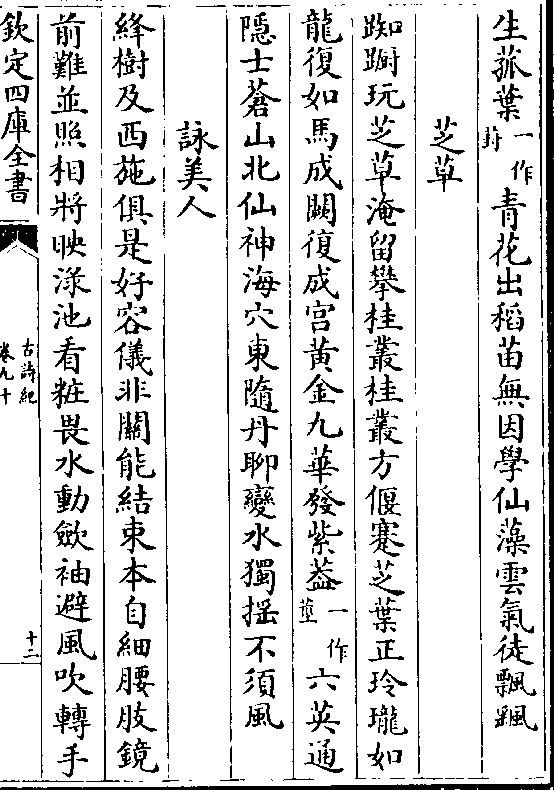 生菰葉一作葑青花出稻苗無因學仙藻雲氣徒飄颻
芝草
踟蹰玩芝草淹留攀桂叢桂叢方偃蹇芝葉正玲瓏如
龍復如馬成闕復成宫黄金九華發紫葢一作莖六英通
隱士蒼山北仙神海穴東隨丹聊變水獨揺不須風
詠美人
絳樹及西施俱是好容儀非關能結束本自細腰肢鏡
前難並照相將映渌池看粧畏水動斂袖避風吹轉手
欽定四庫全書
古詩紀
卷九十
十二